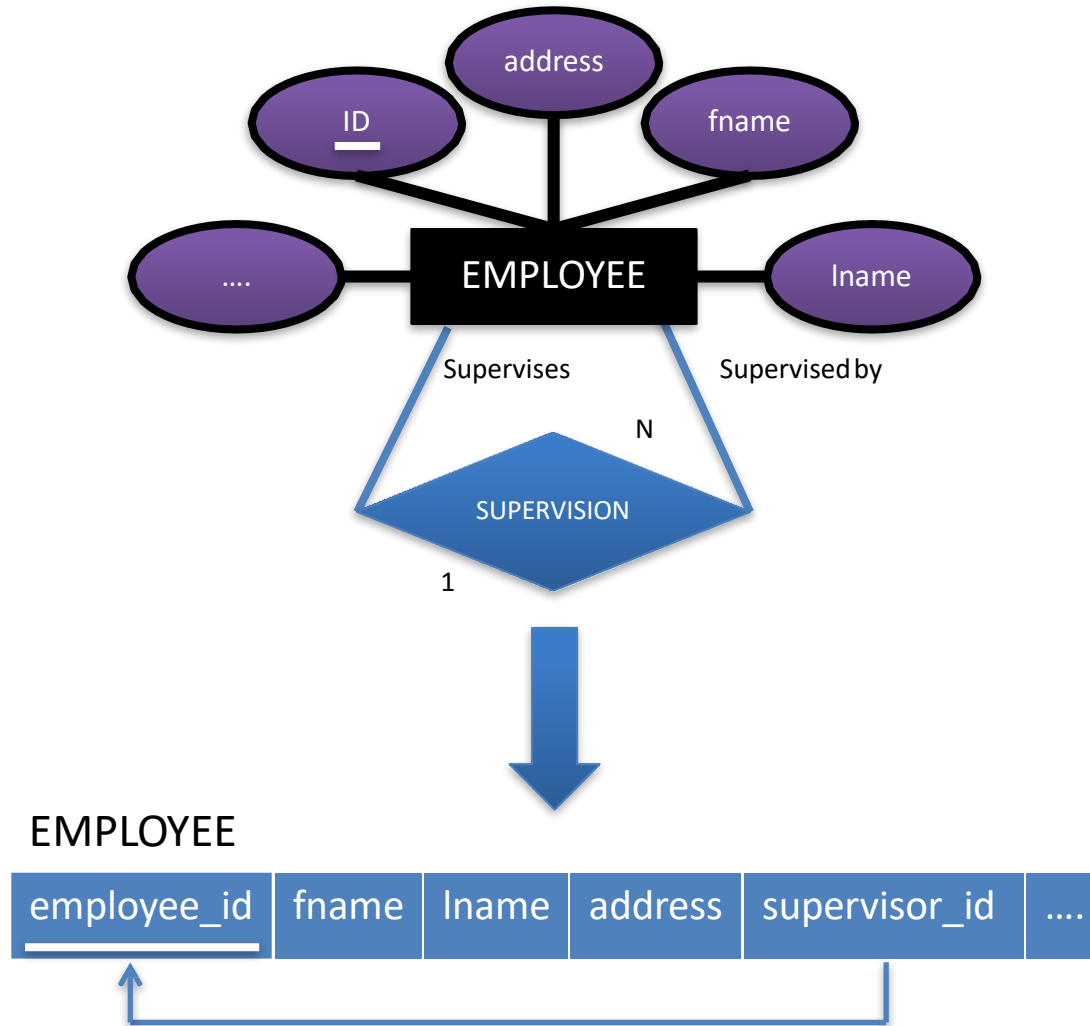 address
ID
fname
....
EMPLOYEE
lname
Supervises
Supervised by
N
SUPERVISION
1
EMPLOYEE
employee_id fname lname address supervisor_id ....